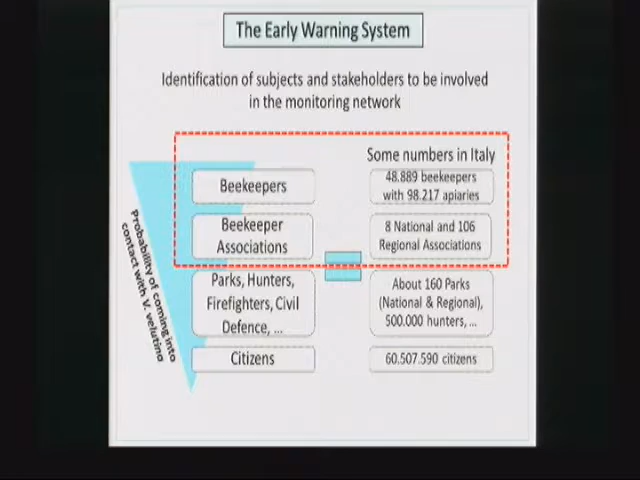 The Early Warning System
Identification of subjects and stakeholders to be involved
in the monitoring network
Some numbers in Italy
Beekeepers
48.889 beekeepers
with 98.217 apiaries
Beekeeper
Associations
8 National and 106
Regional Associations
Parks, Hunters,
Firefighters, Civil
Defence, ...
About 160 Parks
(National & Regional),
500.000 hunters, ...
Citizens
60.507.590 citizens
Probability of coming into
contact with V. velutina